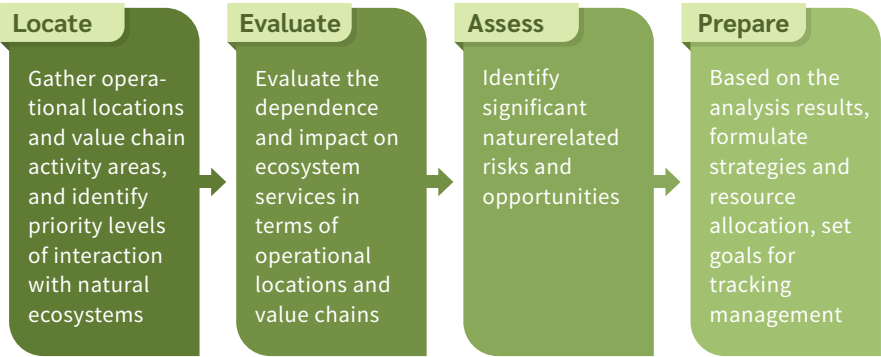 Locate
Gather opera-
tional locations
and value chain
activity areas,
and identify
priority levels
of interaction
with natural
ecosystems
Evaluate
Evaluate the
dependence
and impact on
ecosystem
services in
terms of
operational
locations and
value chains
Assess
Identify
significant
naturerelated
risks and
opportunities
Prepare
Based on the
analysis results,
formulate
strategies and
resource
allocation, set
goals for
tracking
management